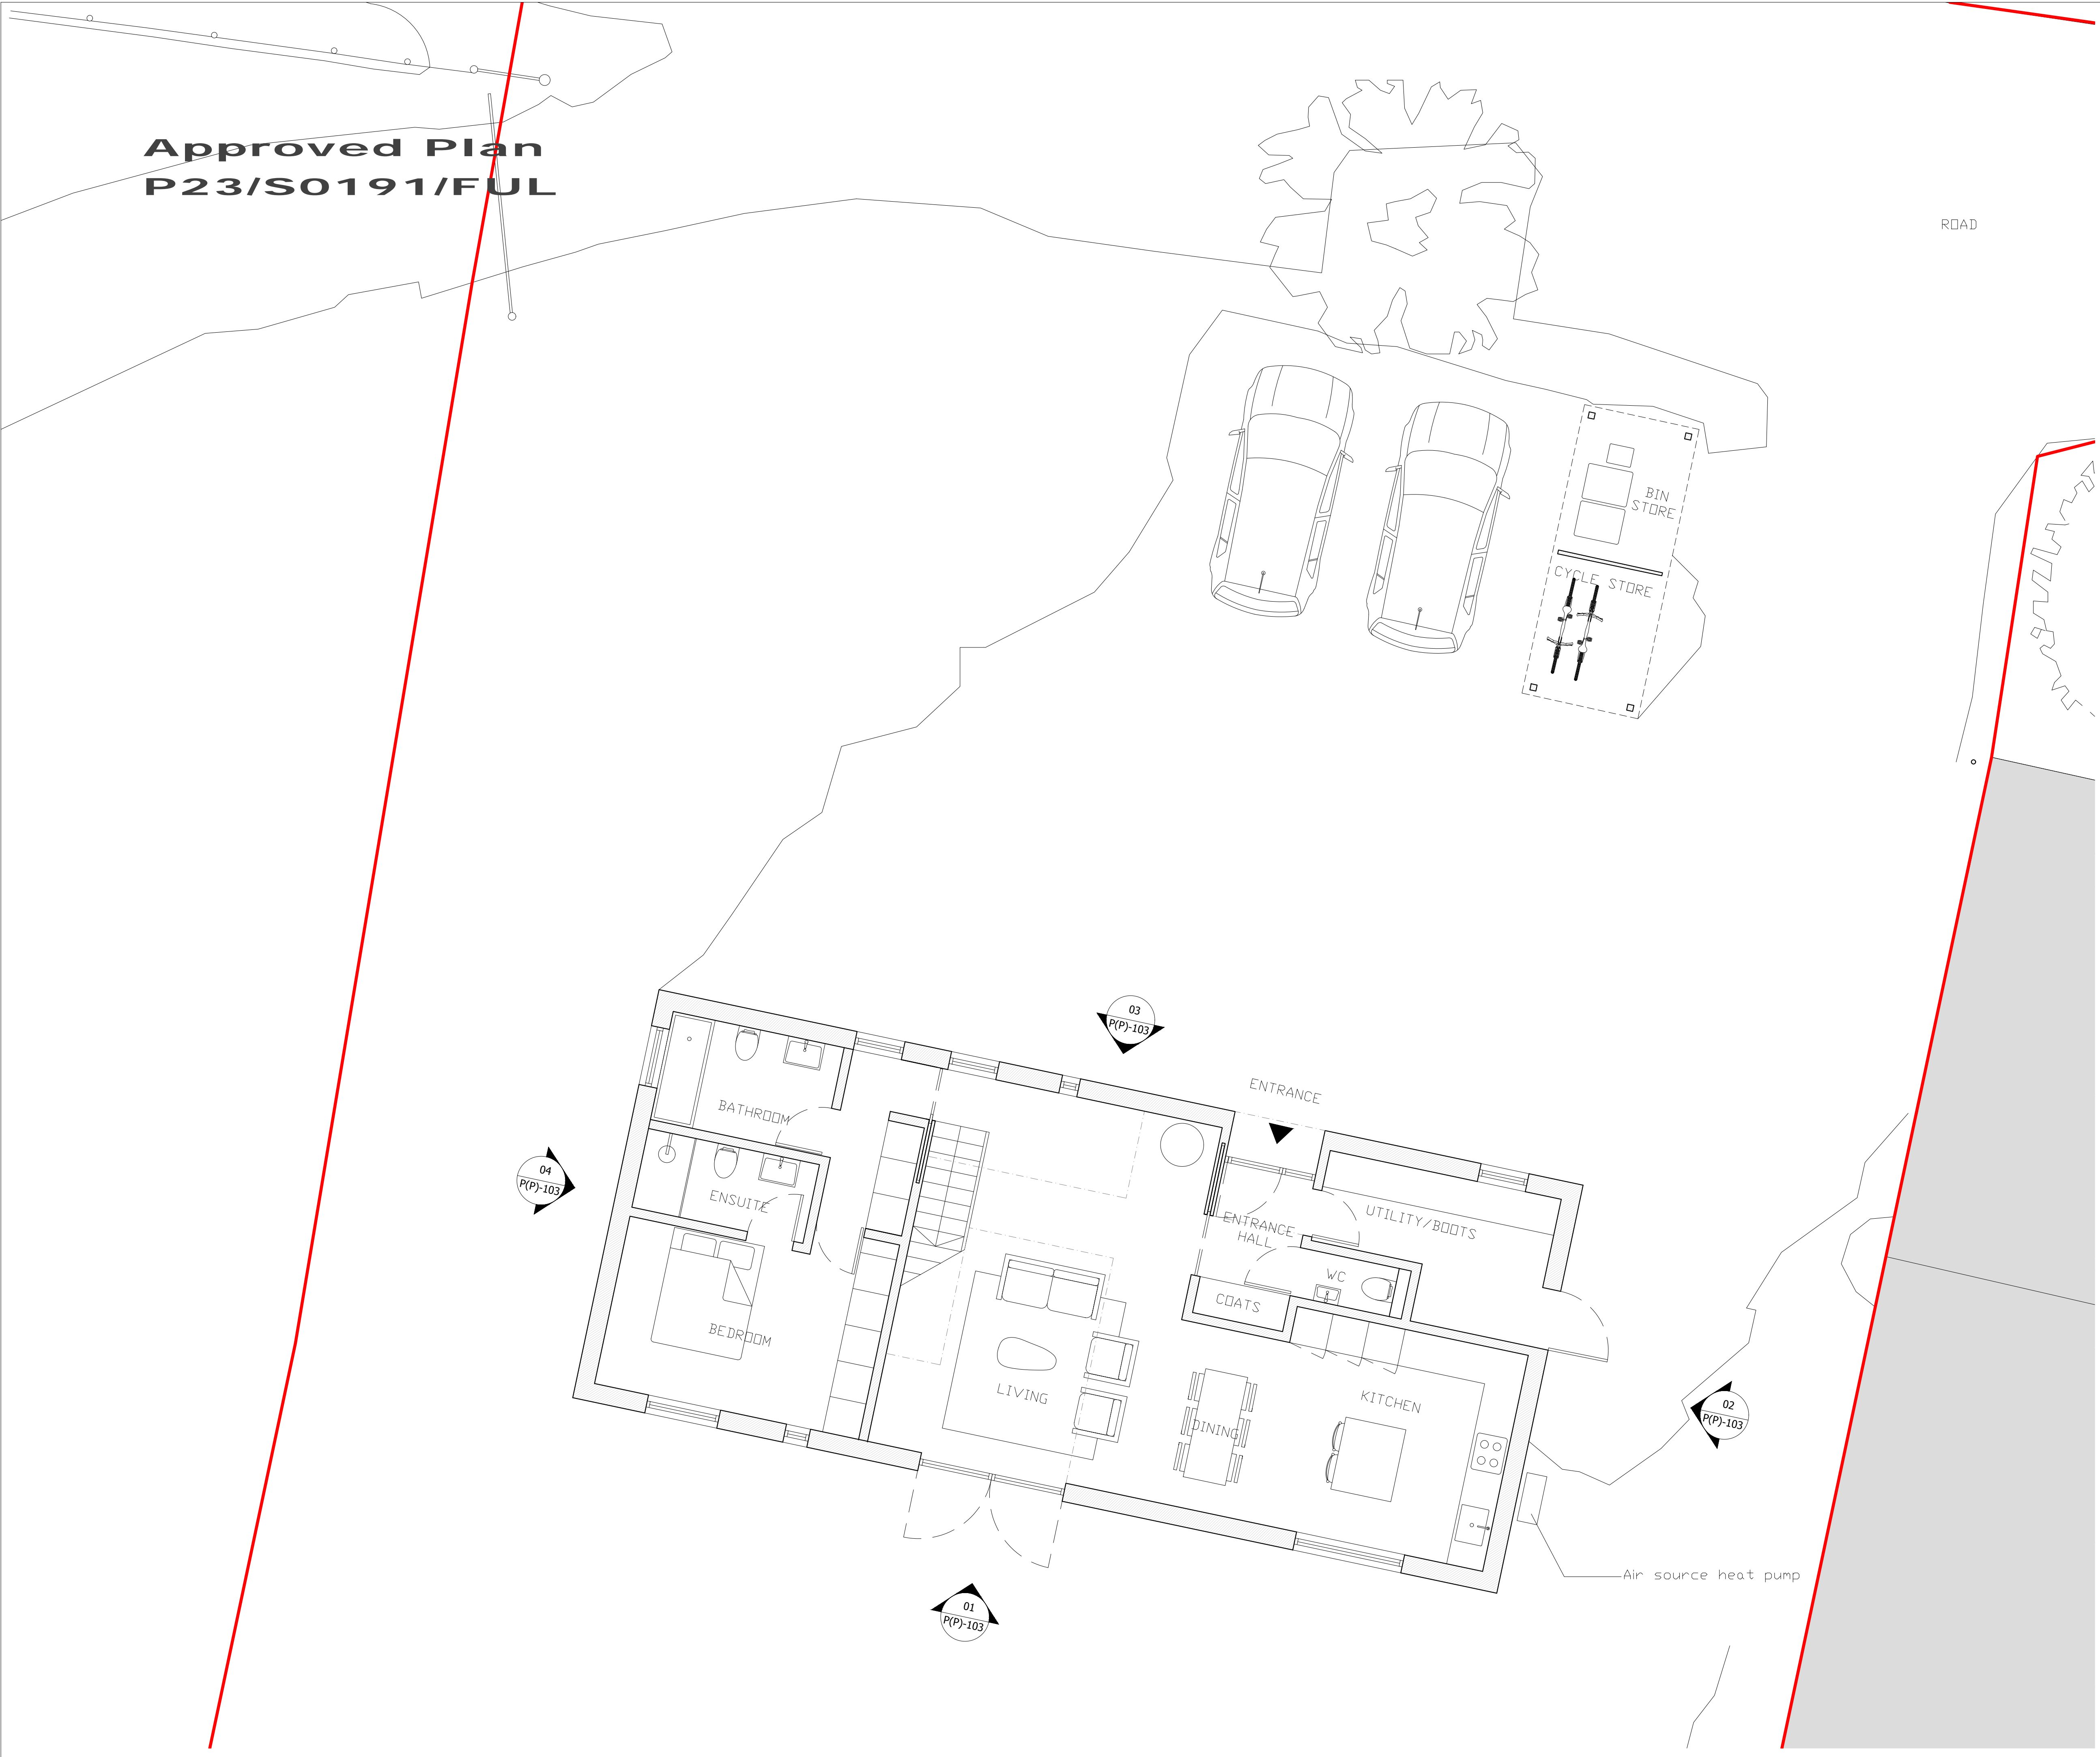 Approved Plan
P23/S0191/FUL
ROAD
BIN
STORE
CYCLE STORE
03
P(P)-103
ENTRANCE
BATHROOM
04
P(P)-103
ENSUITE
ENTRANCE
HALL
UTILITY/BOOTS
WC
COATS
BEDROOM
LIVING
DINING
KITCHEN
02
P(P)-103
Air source heat pump
01
P(P)-103